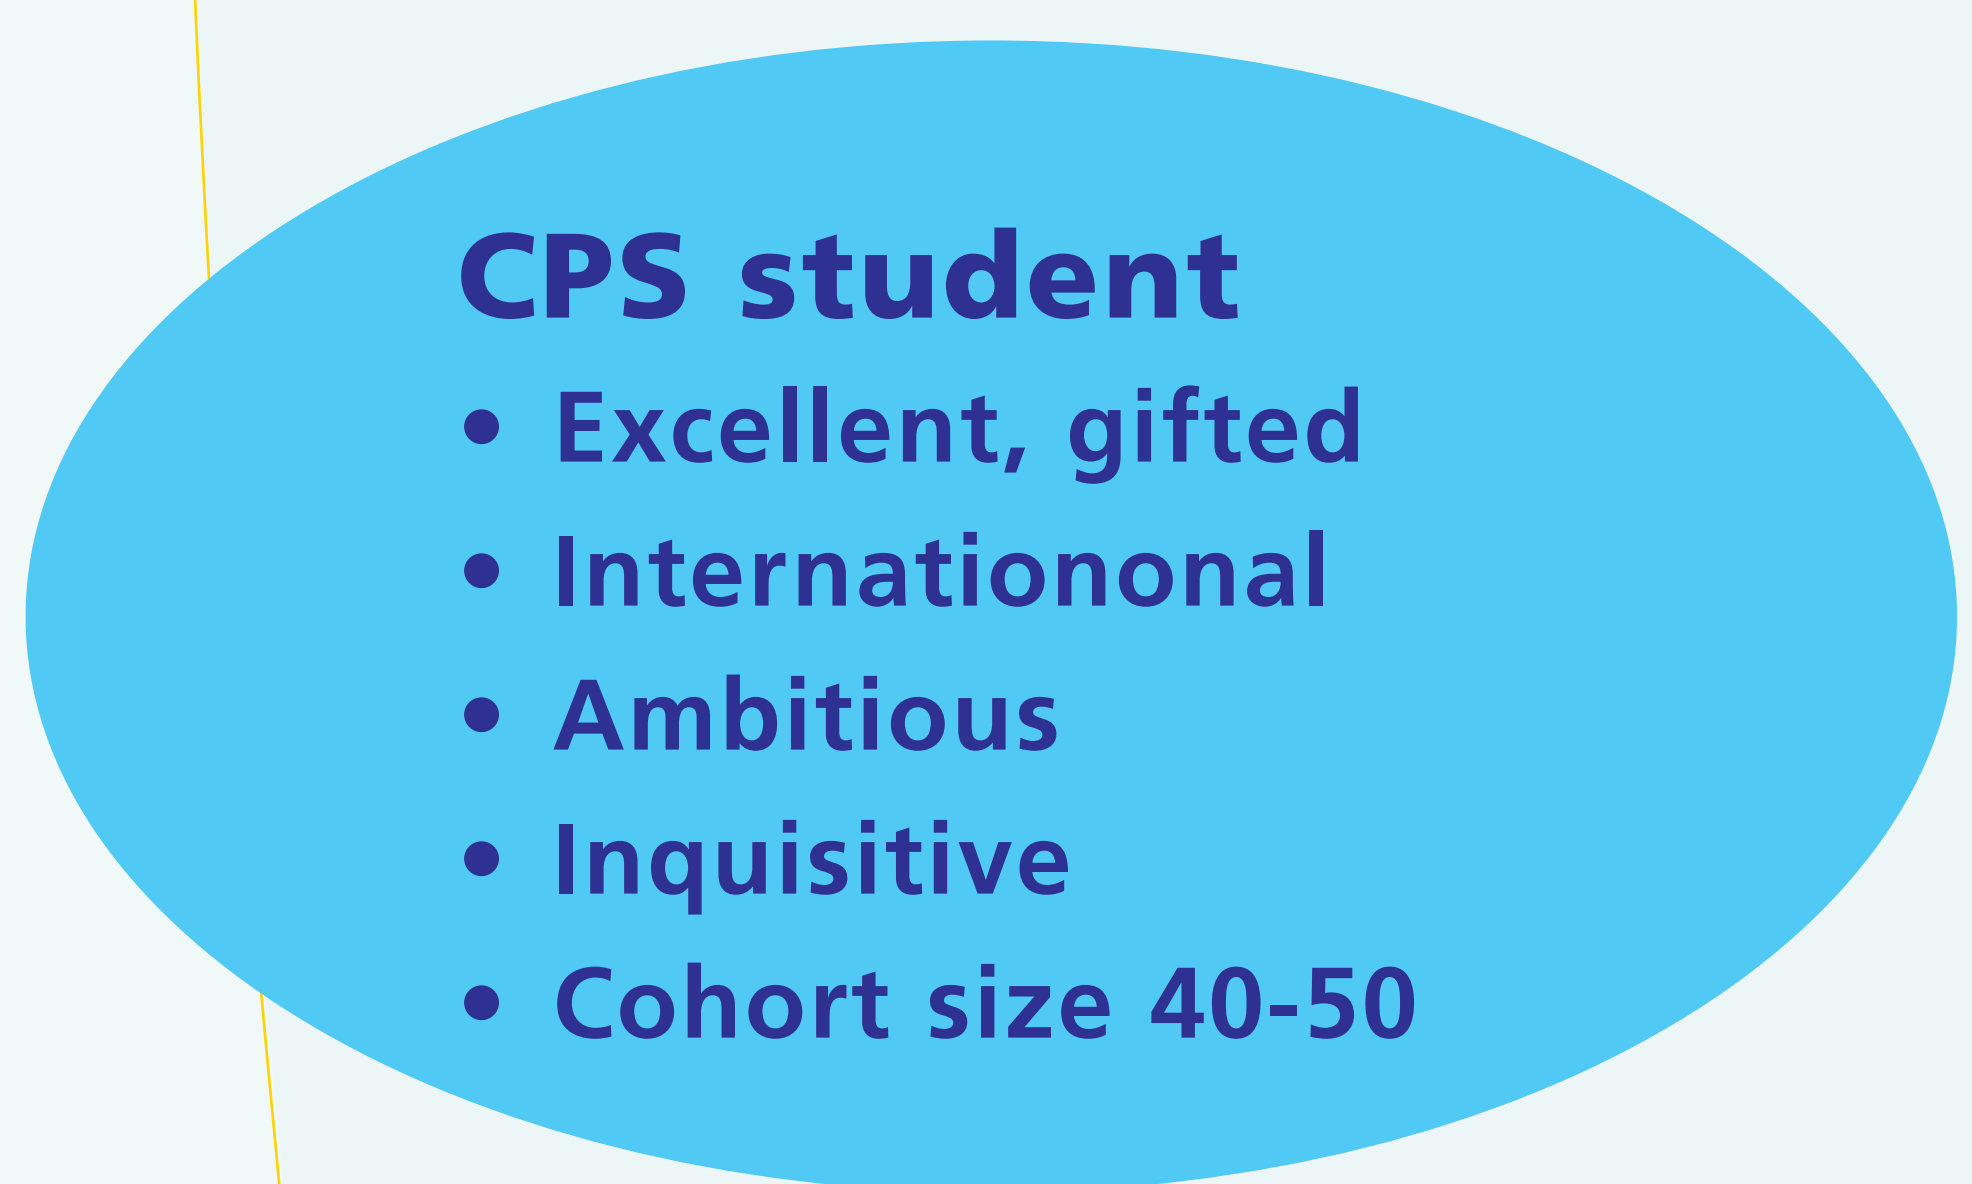 CPS student
• Excellent, gifted
• Internationonal
• Ambitious
• Inquisitive
• Cohort size 40-50